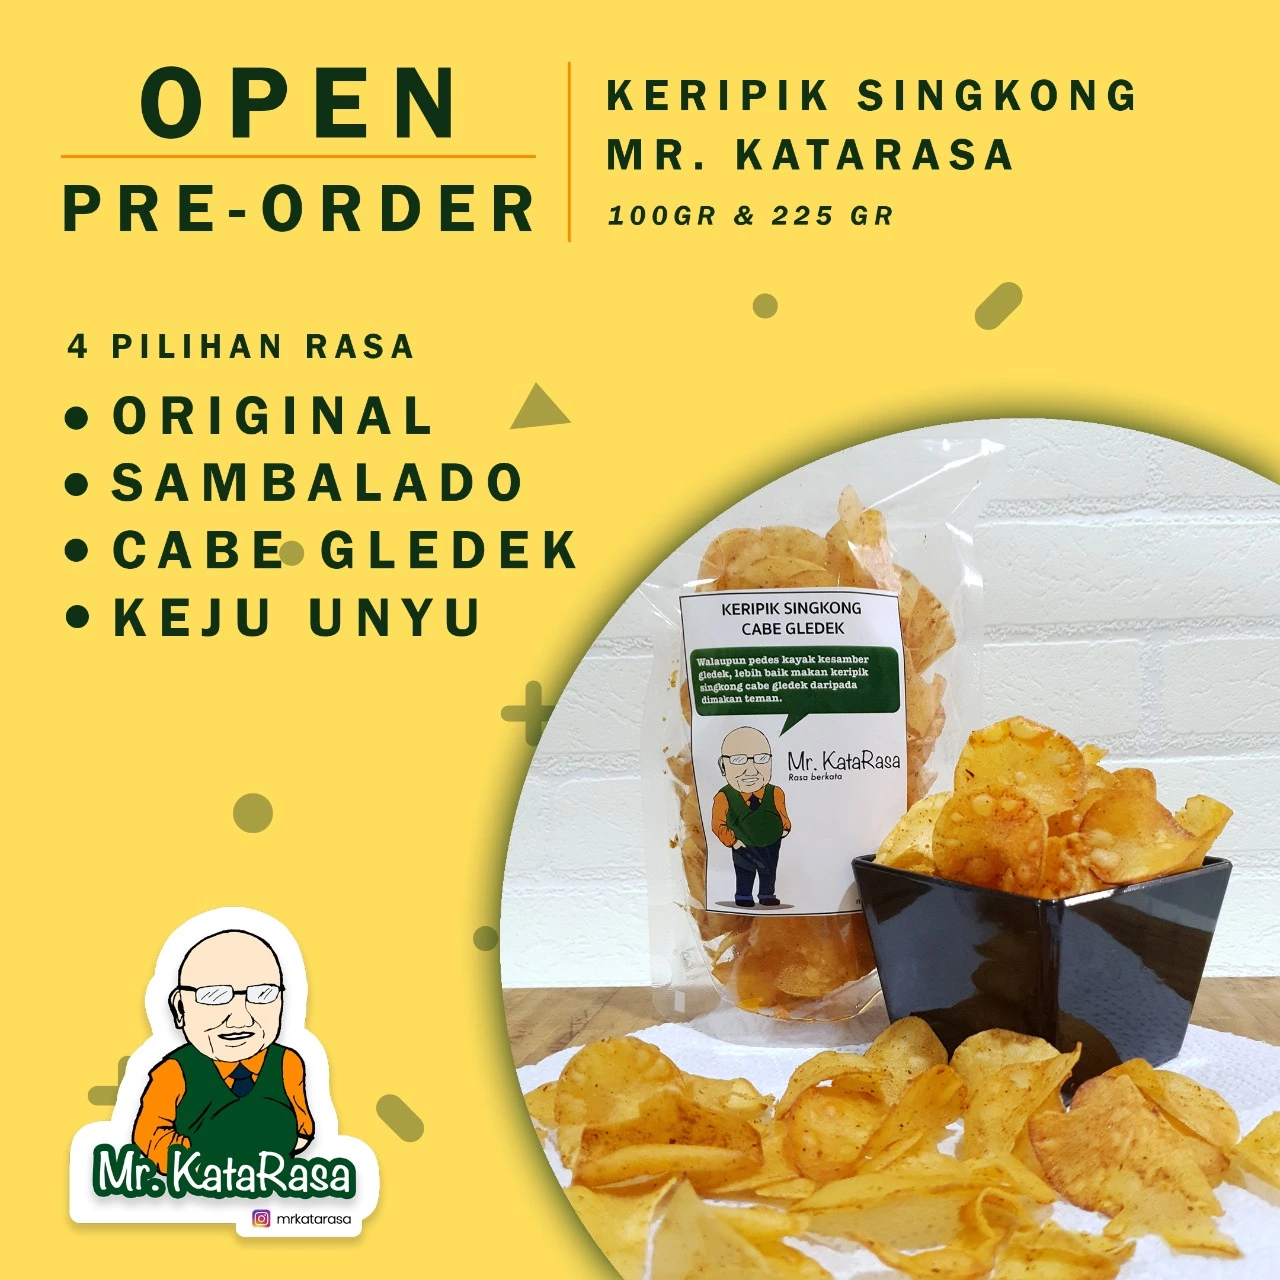 OPEN
PRE-ORDER
KERIPIK SINGKONG
MR. KATARASA
100GR & 225 GR
4 PILIHAN RASA
• ORIGINAL
• SAMBALADO
• CABE GLEDEK
• KEJU UNYU
KERIPIK SINGKONG
CABE GLEDEK
Walaupun pedes kayak kesamber
gledek, lebih baik makan keripik
singkong cabe gledek daripada
dimakan teman.
Mr. KataRasa
Rasa berkata
Mr. KataRasa
mrkatarasa